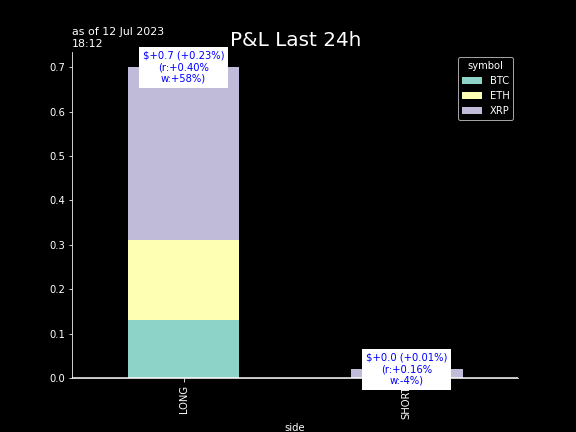 as of 12 Jul 2023
18:12
P&L Last 24h
$+0.7 (+0.23%)
(r:+0.40%
w:+58%)
symbol
BTC
ETH
XRP
0.7
0.6
0.5
0.4
0.3
0.2
0.1
0.0
$+0.0 (+0.01%)
(r:+0.16%
w:-4%)
LONG
SHORT
side